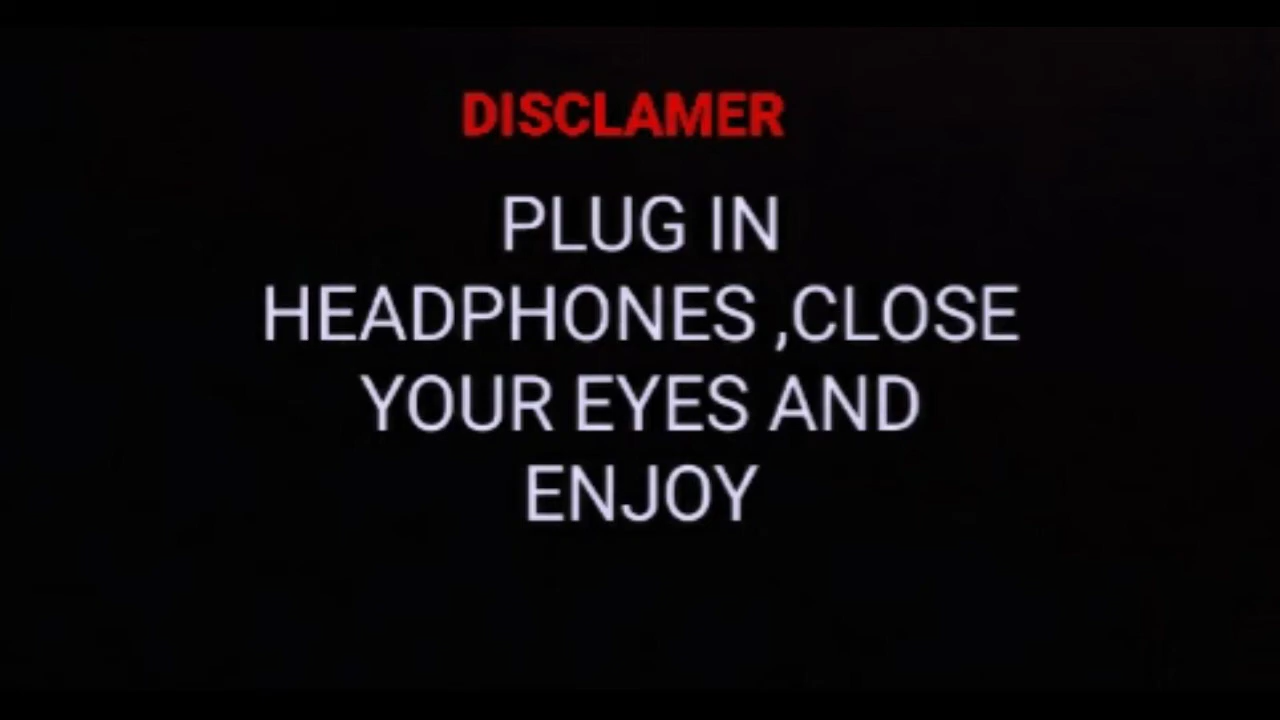 DISCLAMER
PLUG IN
HEADPHONES ,CLOSE
YOUR EYES AND
ENJOY